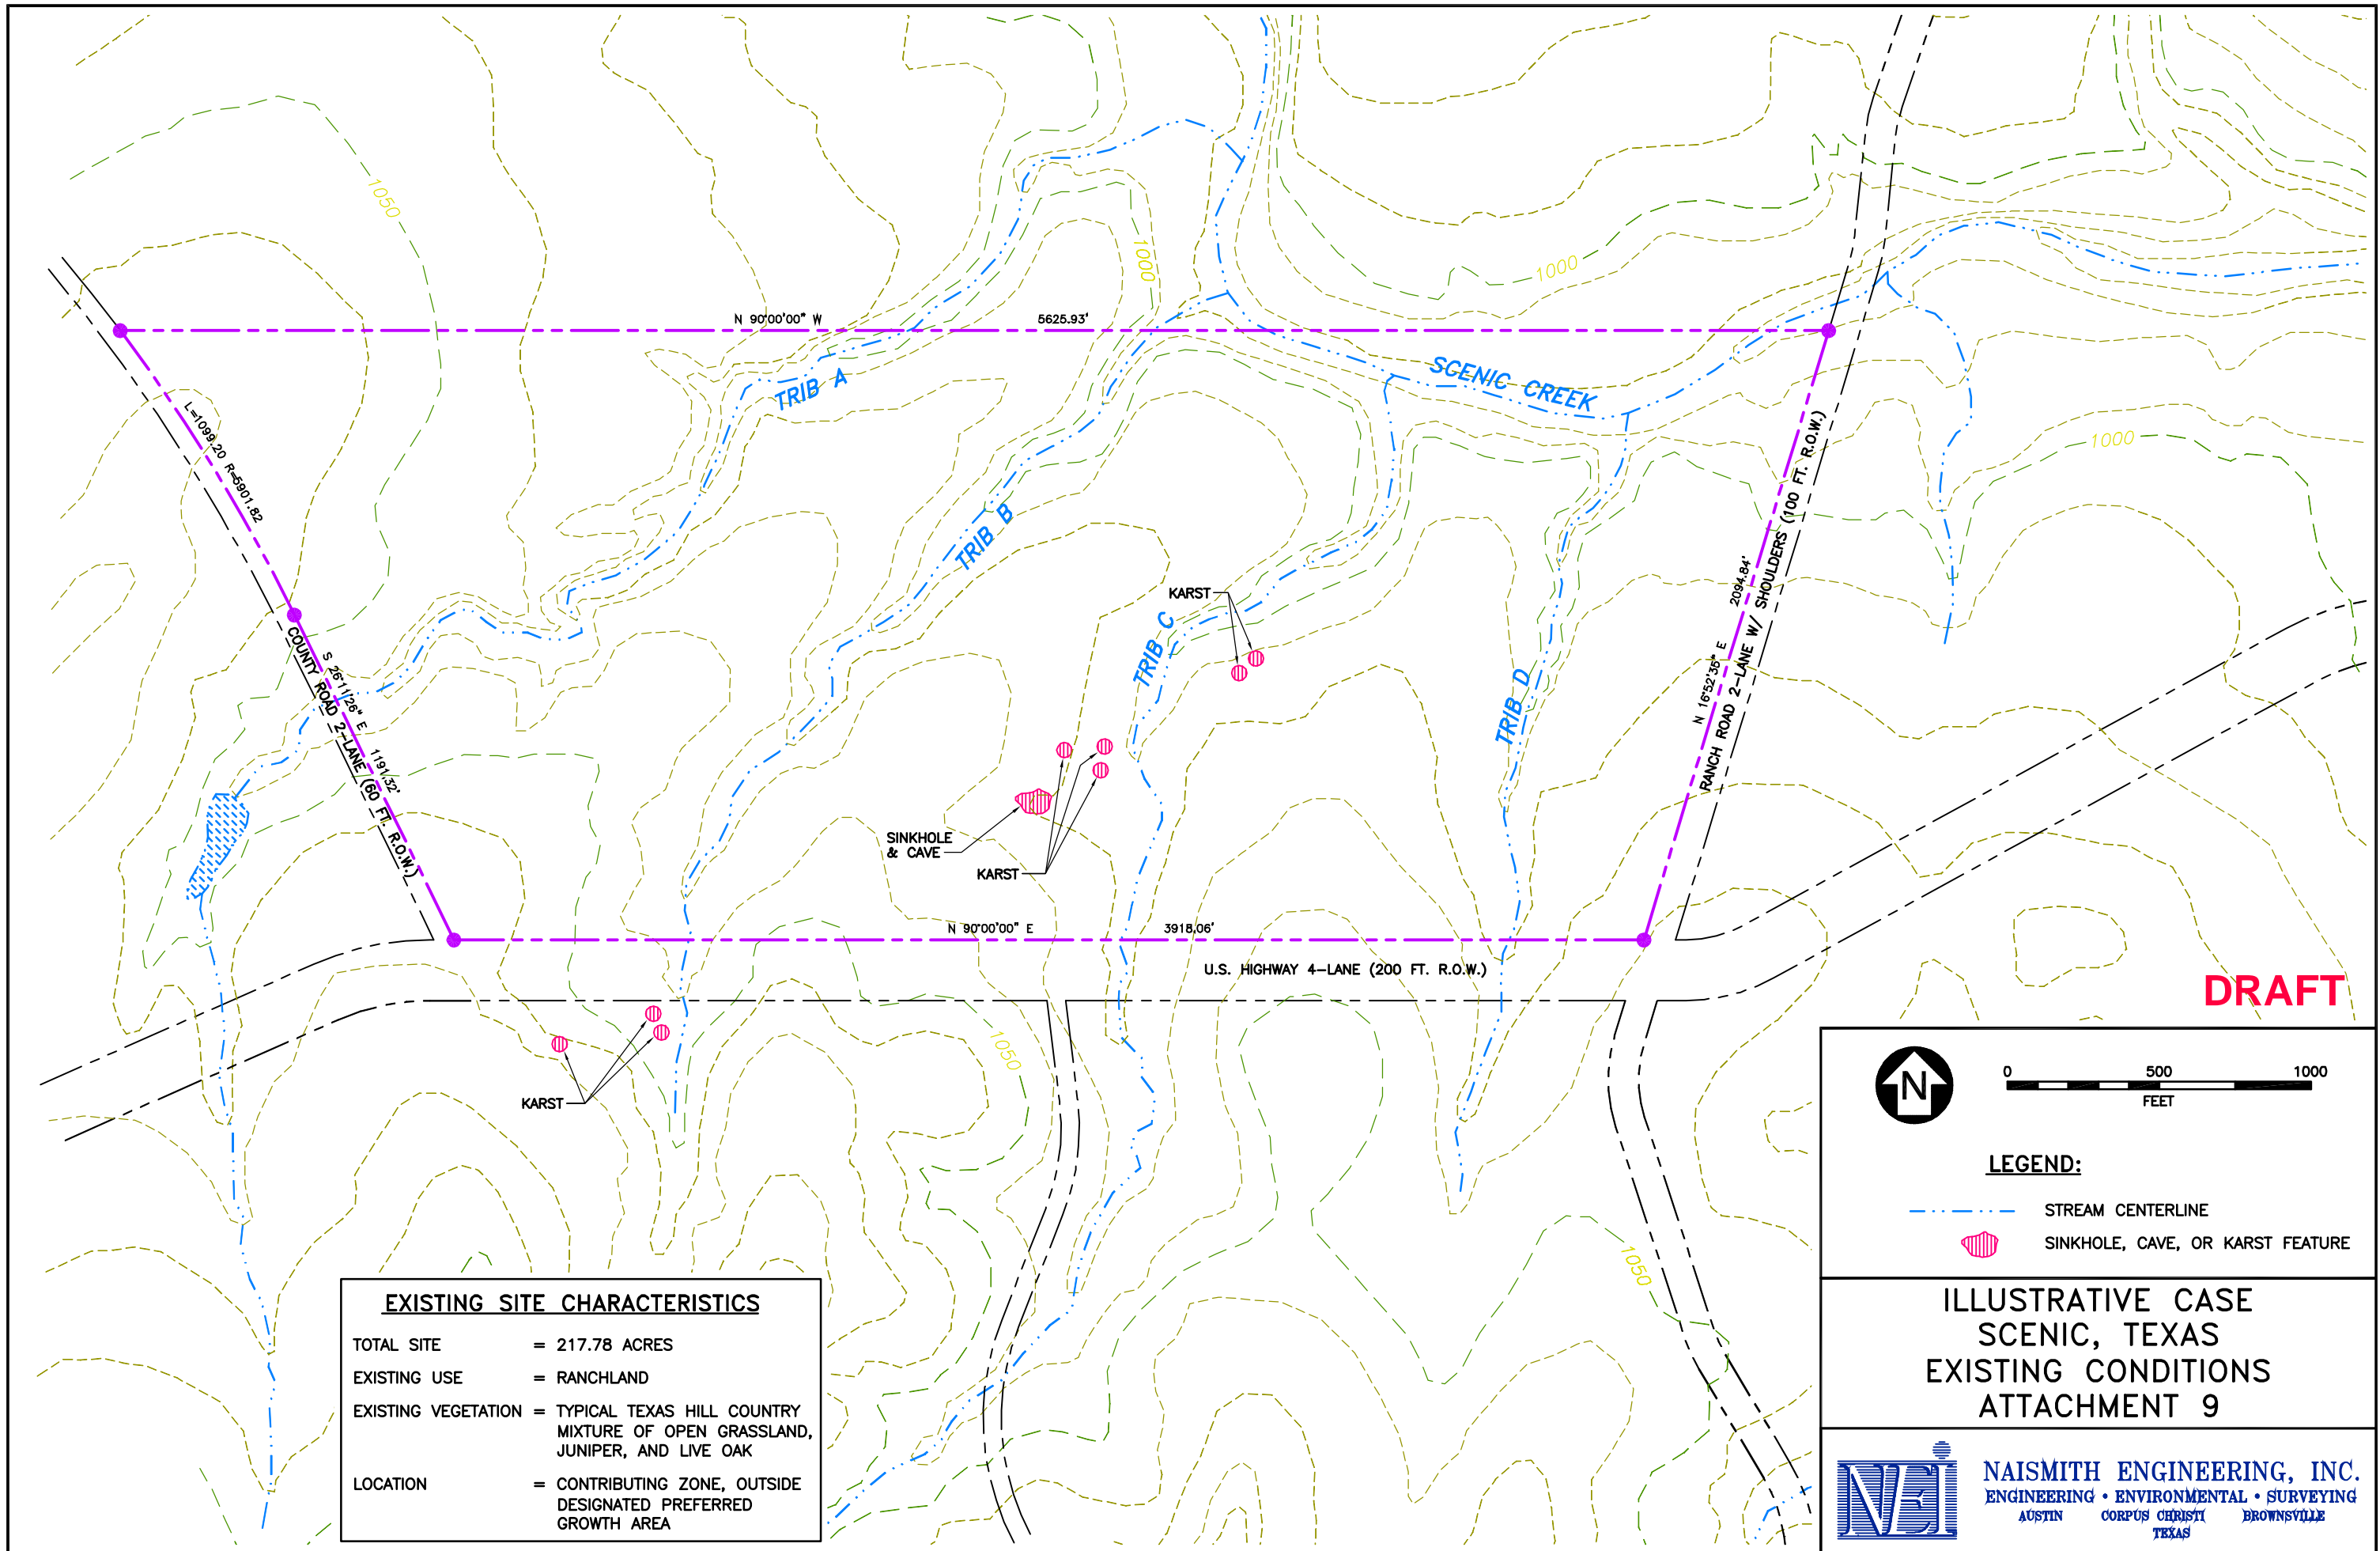 1050
1000
1000
N 90°00'00" W
5625.93'
TRIB A
SCENIC CREEK
L=1099.20 R=5901.82
1000
TRIB B
RANCH ROAD 2-LANE W/ SHOULDERS (100 FT. R.O.W.)
N 16°52'35" E
2094.84'
KARST
TRIB C
TRIB D
COUNTY ROAD 2-LANE (60 FT. R.O.W.)
S 26°11'26" E
1191.32'
SINKHOLE
& CAVE
KARST
N 90°00'00" E
3918.06'
U.S. HIGHWAY 4-LANE (200 FT. R.O.W.)
DRAFT
1050
KARST
1050
N
0 500 1000
FEET
LEGEND:
STREAM CENTERLINE
SINKHOLE, CAVE, OR KARST FEATURE
EXISTING SITE CHARACTERISTICS
TOTAL SITE = 217.78 ACRES
EXISTING USE = RANCHLAND
EXISTING VEGETATION = TYPICAL TEXAS HILL COUNTRY
MIXTURE OF OPEN GRASSLAND,
JUNIPER, AND LIVE OAK
LOCATION = CONTRIBUTING ZONE, OUTSIDE
DESIGNATED PREFERRED
GROWTH AREA
ILLUSTRATIVE CASE
SCENIC, TEXAS
EXISTING CONDITIONS
ATTACHMENT 9
NEi
NAISMITH ENGINEERING, INC.
ENGINEERING • ENVIRONMENTAL • SURVEYING
AUSTIN CORPUS CHRISTI BROWNSVILLE
TEXAS